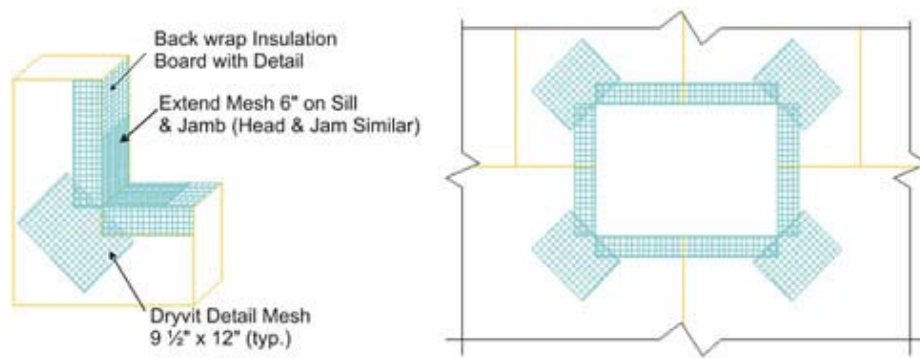 Back wrap Insulation
Board with Detail
Extend Mesh 6" on Sill
& Jamb (Head & Jam Similar)
Dryvit Detail Mesh
9 ½" x 12" (typ.)